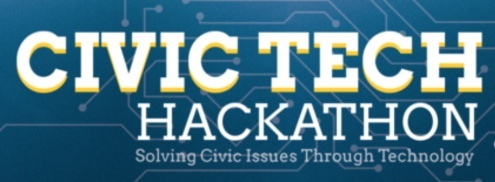 CIVIC TECH
HACKATHON
Solving Civic Issues Through Technology